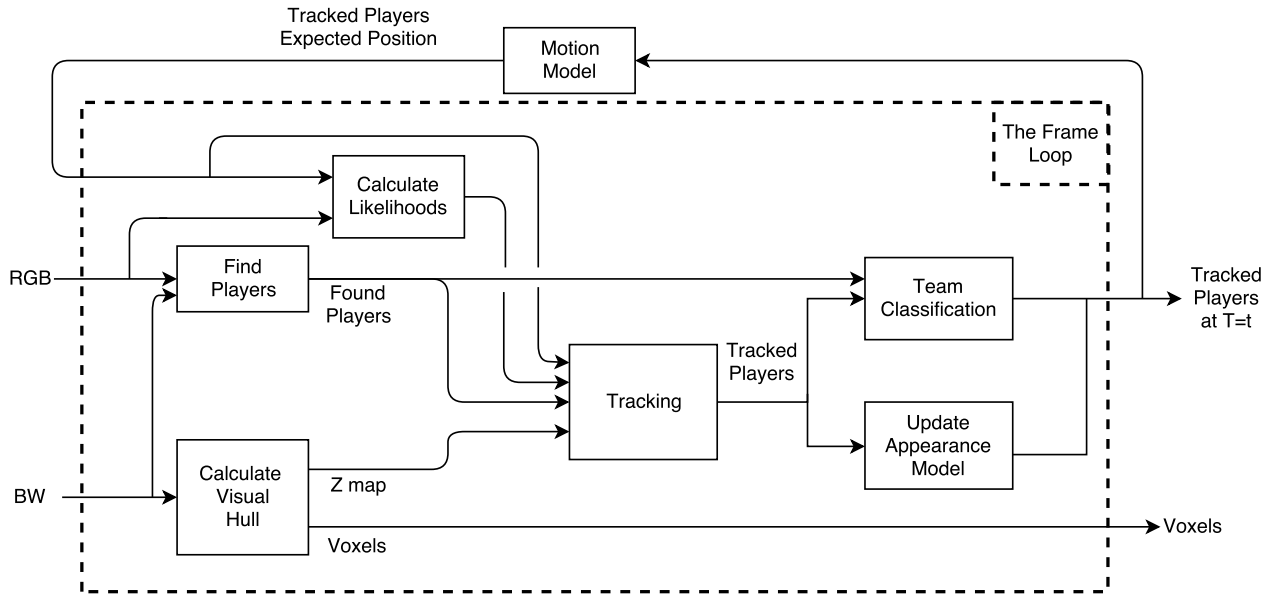 Tracked Players
Expected Position
Motion
Model
The Frame
Loop
Calculate
Likelihoods
RGB
Find
Players
Found
Players
Team
Classification
Tracked
Players
at T=t
Tracked
Players
Tracking
Update
Appearance
Model
BW
Calculate
Visual
Hull
Z map
Voxels
Voxels